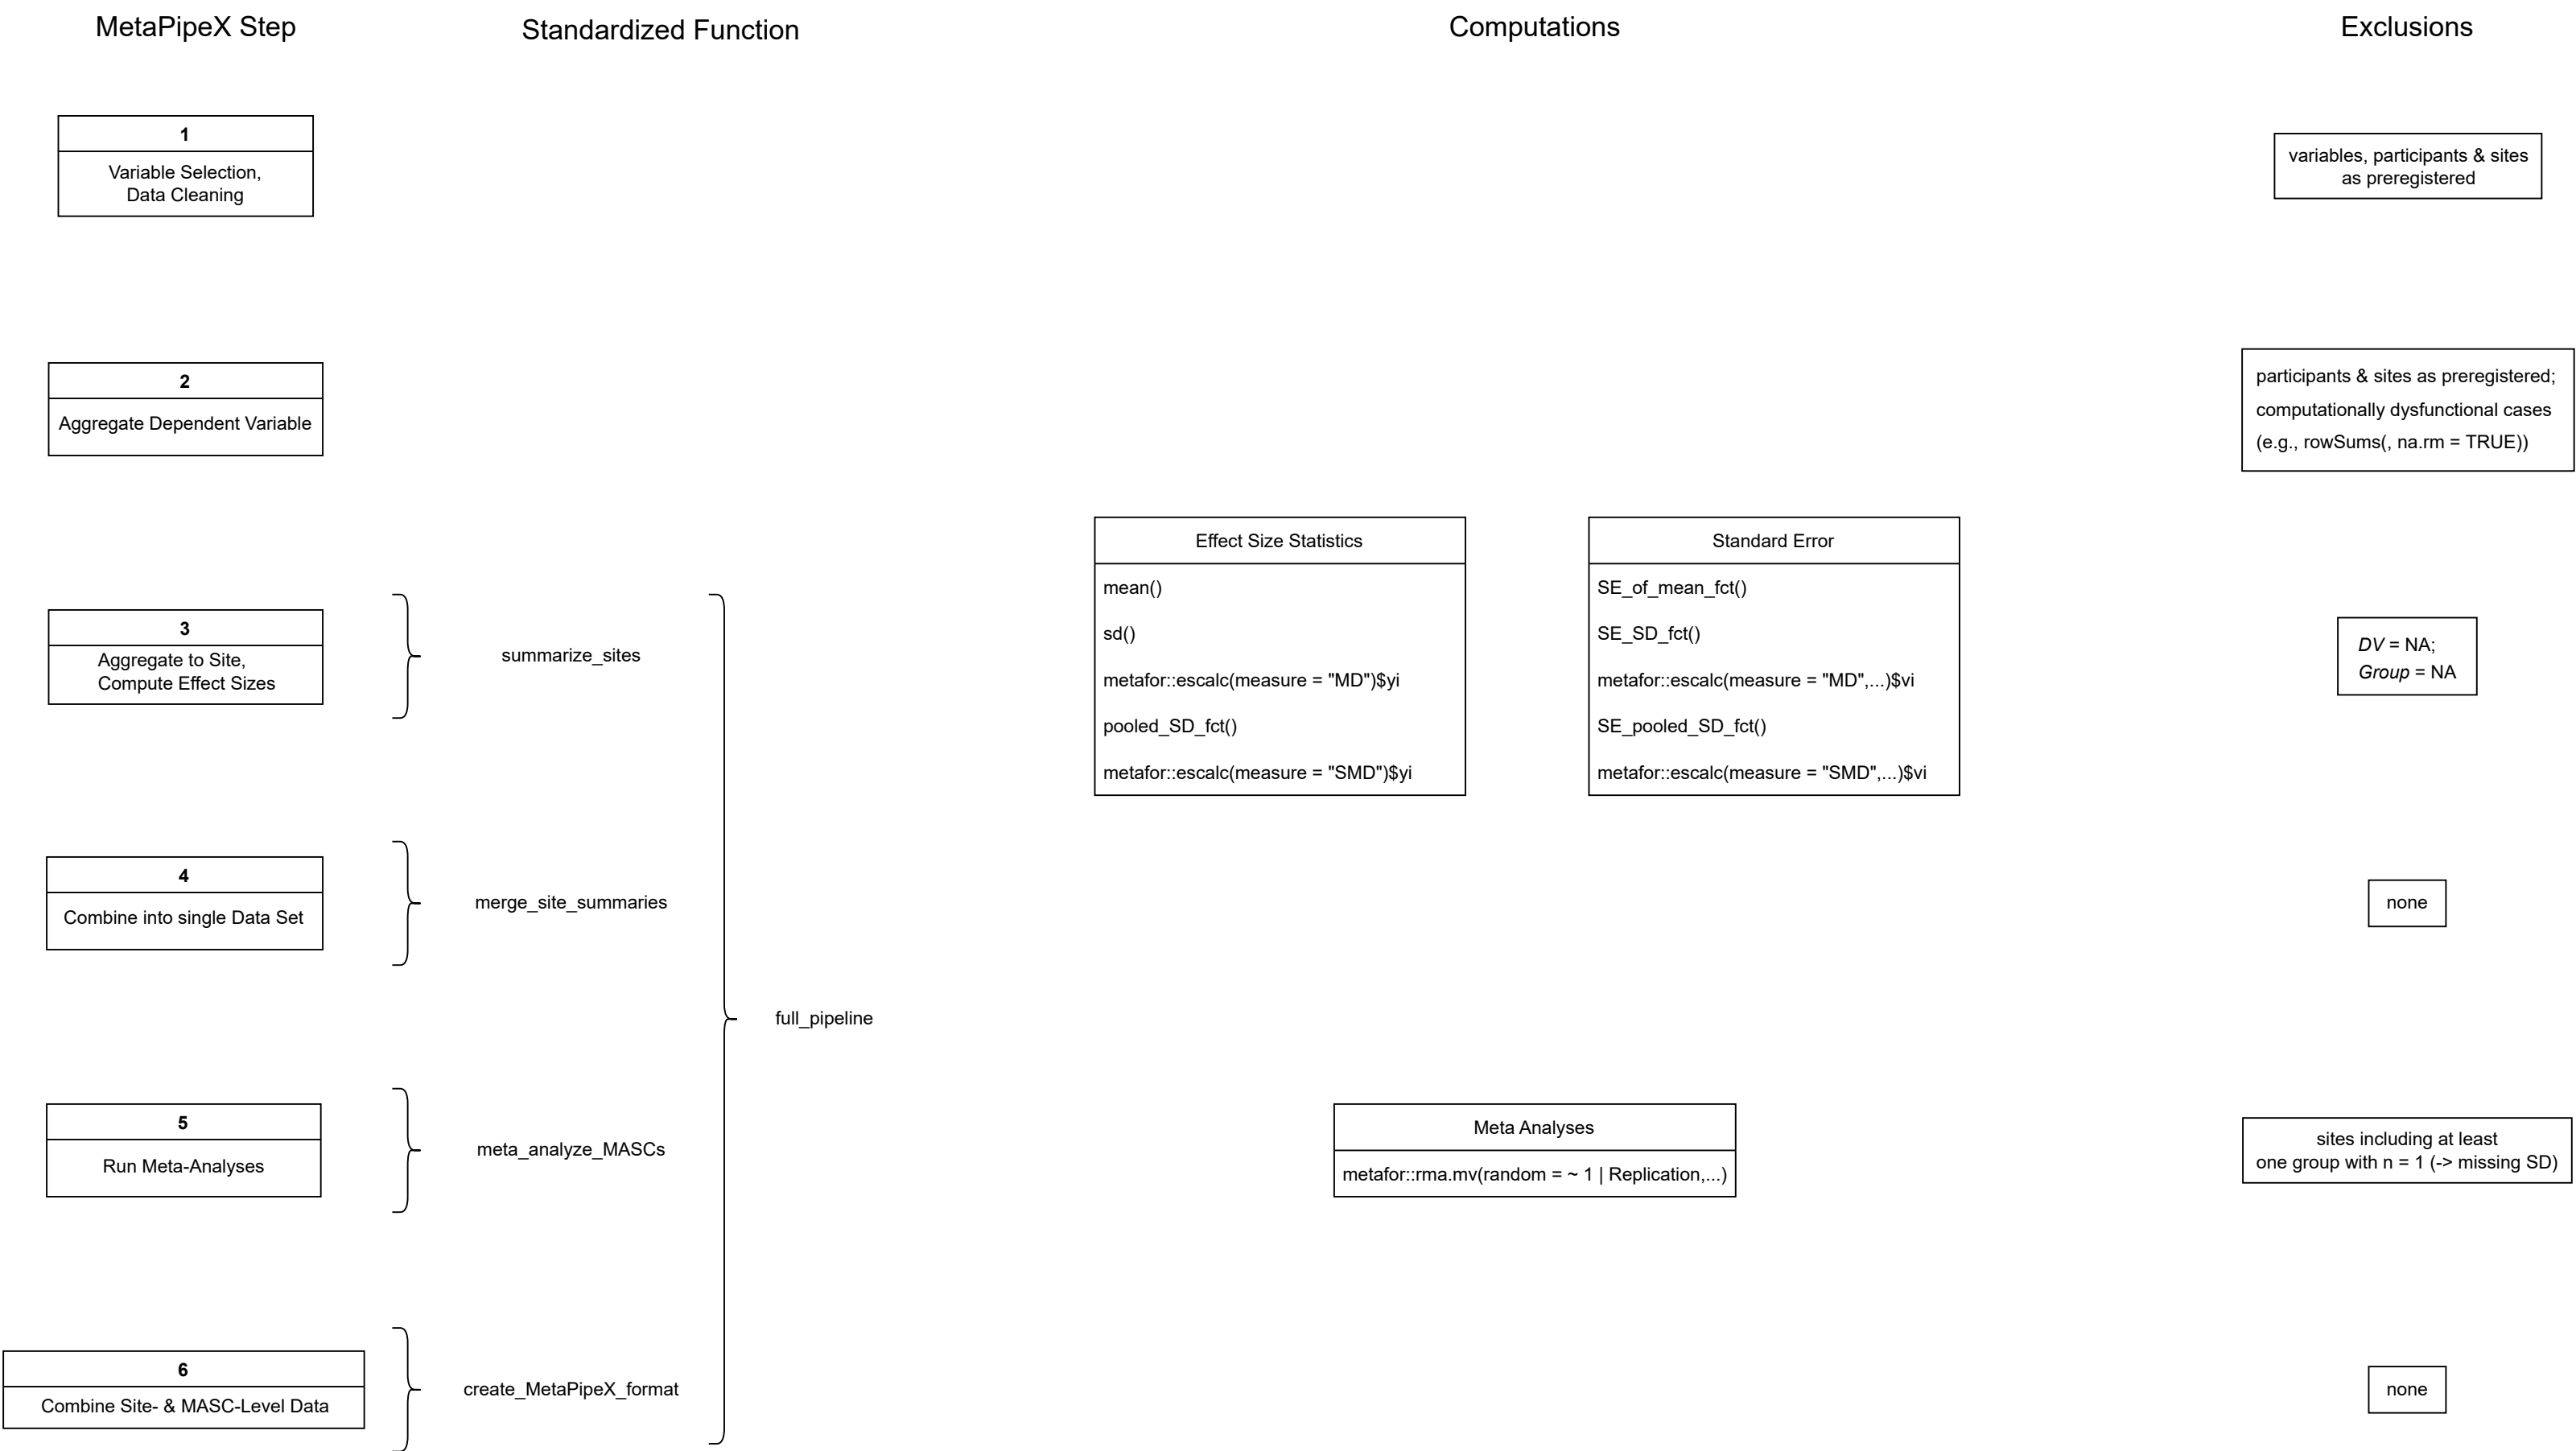 MetaPipeX Step
Standardized Function
Computations
Exclusions
1
Variable Selection,
Data Cleaning
variables, participants & sites
as preregistered
2
Aggregate Dependent Variable
participants & sites as preregistered;
computationally dysfunctional cases
(e.g., rowSums(, na.rm = TRUE))
3
Aggregate to Site,
Compute Effect Sizes
summarize_sites
Effect Size Statistics
mean()
sd()
metafor::escalc(measure = "MD")$yi
pooled_SD_fct()
metafor::escalc(measure = "SMD")$yi
Standard Error
SE_of_mean_fct()
SE_SD_fct()
metafor::escalc(measure = "MD",...)$vi
SE_pooled_SD_fct()
metafor::escalc(measure = "SMD",...)$vi
DV = NA;
Group = NA
4
Combine into single Data Set
merge_site_summaries
none
full_pipeline
5
Run Meta-Analyses
meta_analyze_MASCs
Meta Analyses
metafor::rma.mv(random = ~ 1 | Replication,...)
sites including at least
one group with n = 1 (-> missing SD)
6
Combine Site- & MASC-Level Data
create_MetaPipeX_format
none